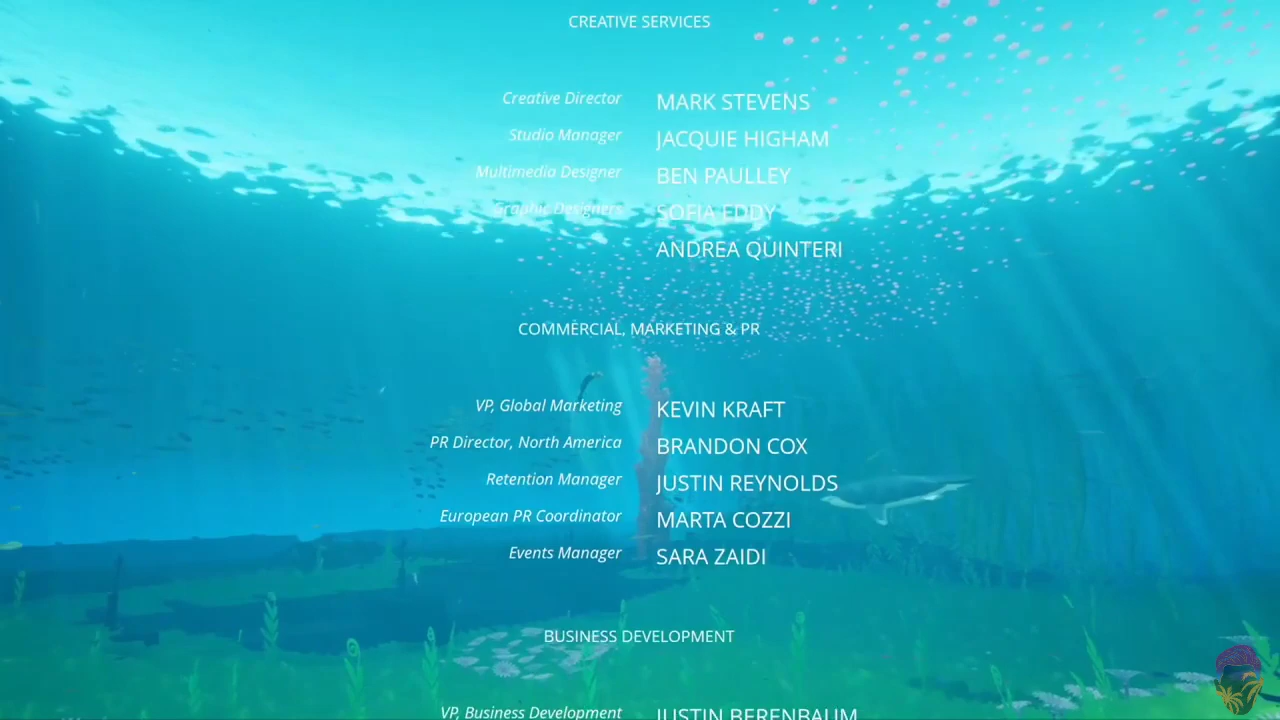 CREATIVE SERVICES
Creative Director MARK STEVENS
Studio Manager JACQUIE HIGHAM
Multimedia Designer BEN PAULLEY
Graphic Designers SOFIA EDDY
ANDREA QUINTERI
COMMERCIAL, MARKETING & PR
VP, Global Marketing KEVIN KRAFT
PR Director, North America BRANDON COX
Retention Manager JUSTIN REYNOLDS
European PR Coordinator MARTA COZZI
Events Manager SARA ZAIDI
BUSINESS DEVELOPMENT
VP, Business Development JUSTIN BERENBAUM